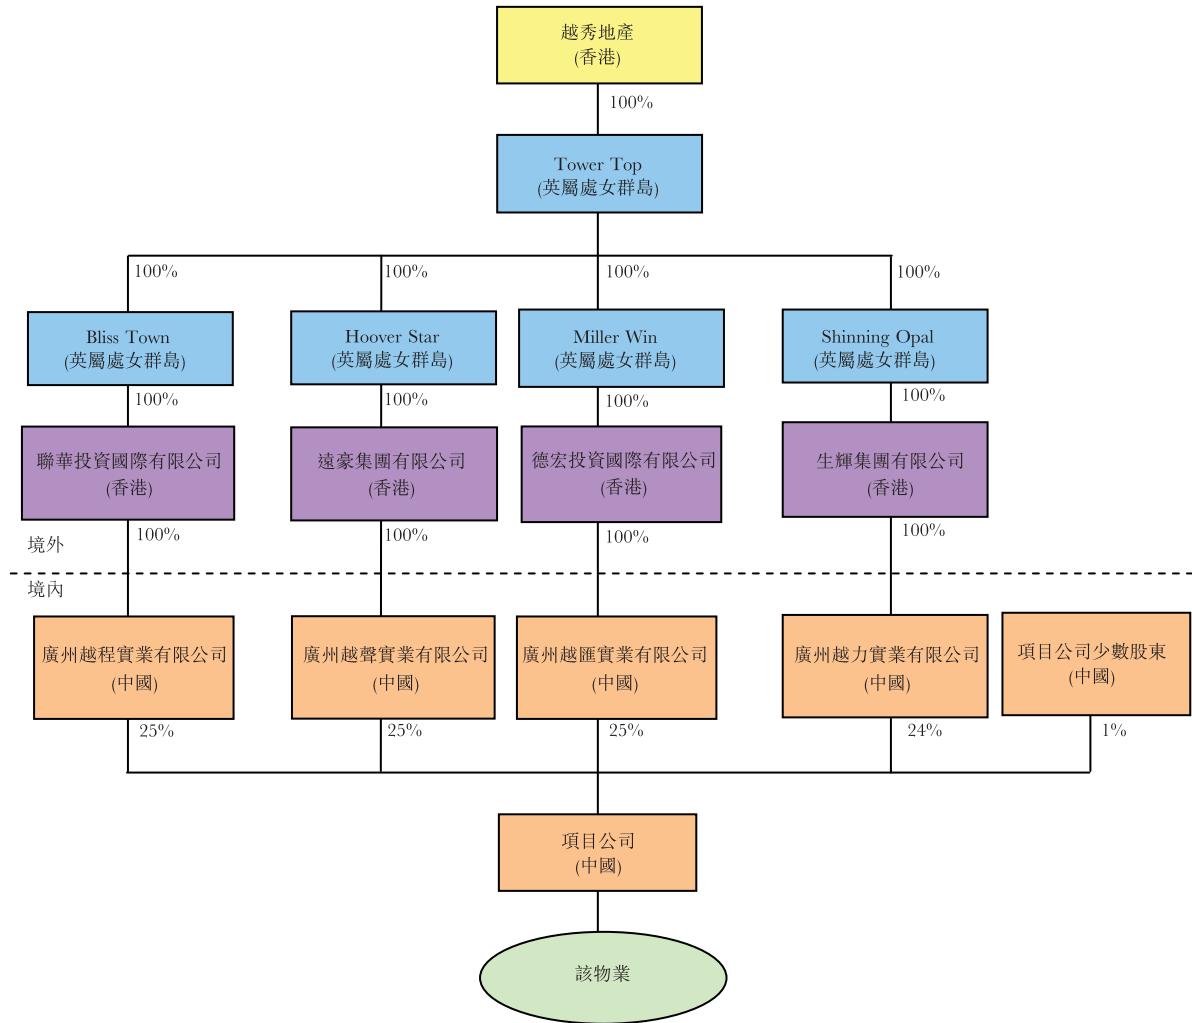 越秀地產
(香港)
100%
Tower Top
(英屬處女群島)
100%
100%
100%
100%
Bliss Town
(英屬處女群島)
Hoover Star
(英屬處女群島)
Miller Win
(英屬處女群島)
Shinning Opal
(英屬處女群島)
100%
100%
100%
100%
聯華投資國際有限公司
(香港)
遠豪集團有限公司
(香港)
德宏投資國際有限公司
(香港)
生輝集團有限公司
(香港)
100%
100%
100%
100%
境外
境內
廣州越程實業有限公司
(中國)
廣州越聲實業有限公司
(中國)
廣州越匯實業有限公司
(中國)
廣州越力實業有限公司
(中國)
項目公司少數股東
(中國)
25%
25%
25%
24%
1%
項目公司
(中國)
該物業